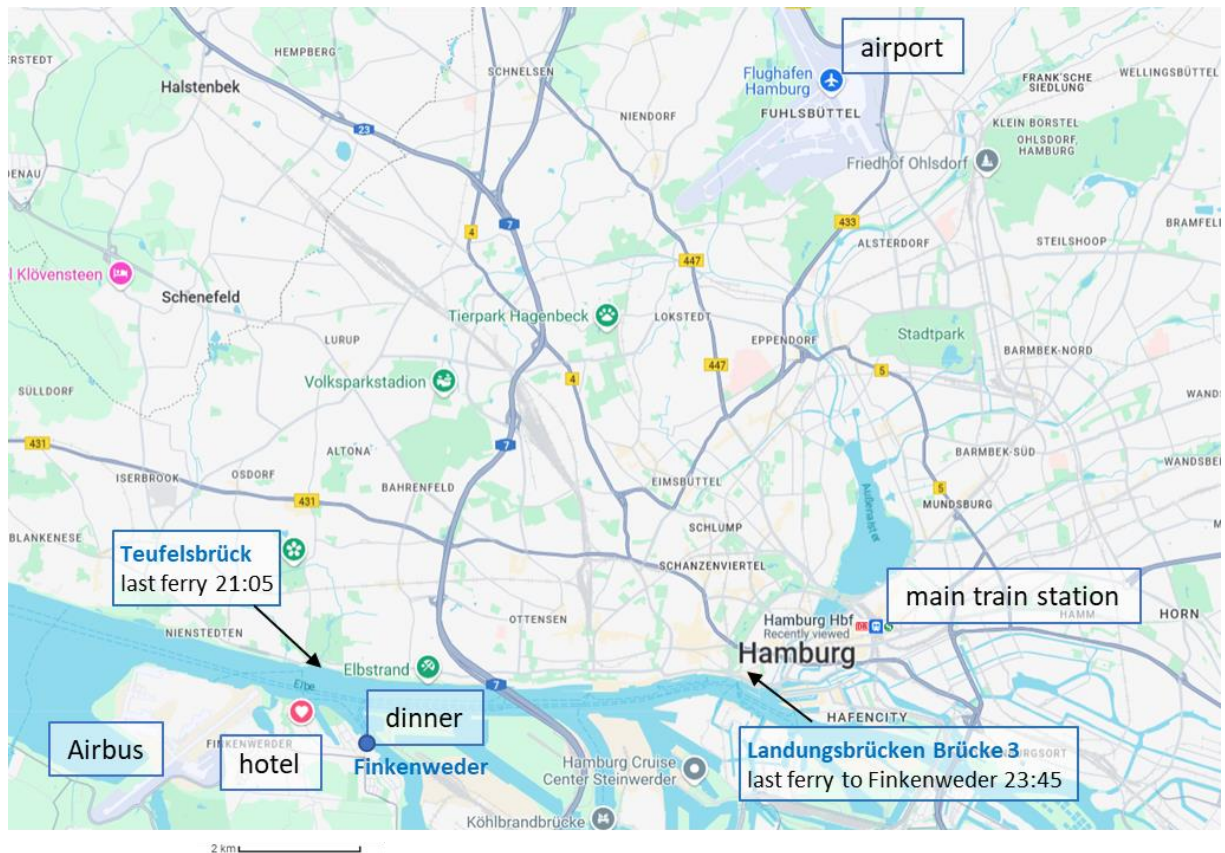 airport
HEMPBERG
ERSTEDT
Halstenbek
SCHNELSEN
Flughafen
Hamburg
FRANK'SCHE
SIEDLUNG
WELLINGSBÜTTEL
NIENDORF
FUHLSBÜTTEL
KLEIN BORSTEL
23
OHLSDORF,
HAMBURG
Friedhof Ohlsdorf
DENAU
7
4
433
BRAMFEL
ALSTERDORF
STEILSHOOP
447
l Klövensteen
Schenefeld
Tierpark Hagenbeck
LOKSTEDT
Stadtpark
LURUP
EPPENDORF
BARMBEK-NORD
Volksparkstadion
4
447
5
SÜLLDORF
WANDS
431
7
ALTONA
BARMBEK-SÜD
WANDSBE
ISERBROOK
OSDORF
BAHRENFELD
EIMSBÜTTEL
5
MUNDSBURG
431
Außenalster
SCHLUMP
BLANKENESE
Teufelsbrück
last ferry 21:05
SCHANZENVIERTEL
main train station
OTTENSEN
Hamburg Hbf
Recently viewed
HAMM
HORN
NIENSTEDTEN
Hamburg
Elbstrand
7
Elbe
dinner
HAFENCITY
Airbus
FINKENWERDER
hotel
Finkenweder
Landungsbrücken Brücke 3
last ferry to Finkenweder 23:45
Hamburg Cruise
Center Steinwerder
Köhlbrandbrücke
2 km